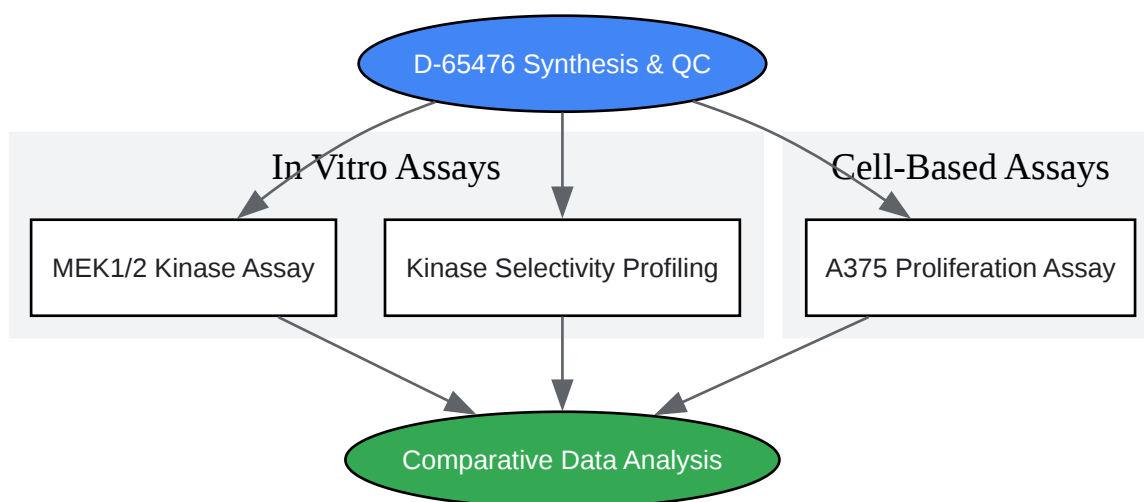 D-65476 Synthesis & QC
In Vitro Assays
Cell-Based Assays
MEK1/2 Kinase Assay
Kinase Selectivity Profiling
A375 Proliferation Assay
Comparative Data Analysis